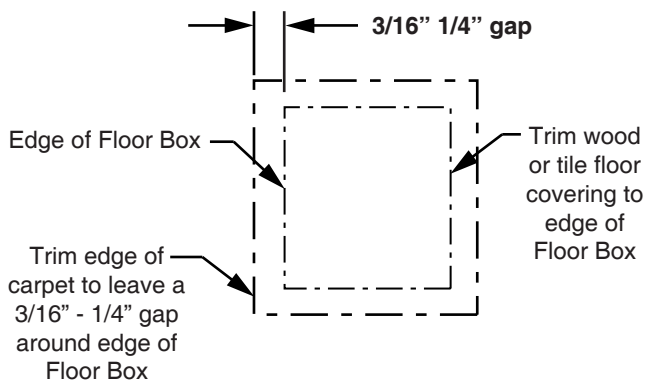 3/16” 1/4” gap
Edge of Floor Box
Trim wood
or tile floor
covering to
edge of
Floor Box
Trim edge of
carpet to leave a
3/16” - 1/4” gap
around edge of
Floor Box